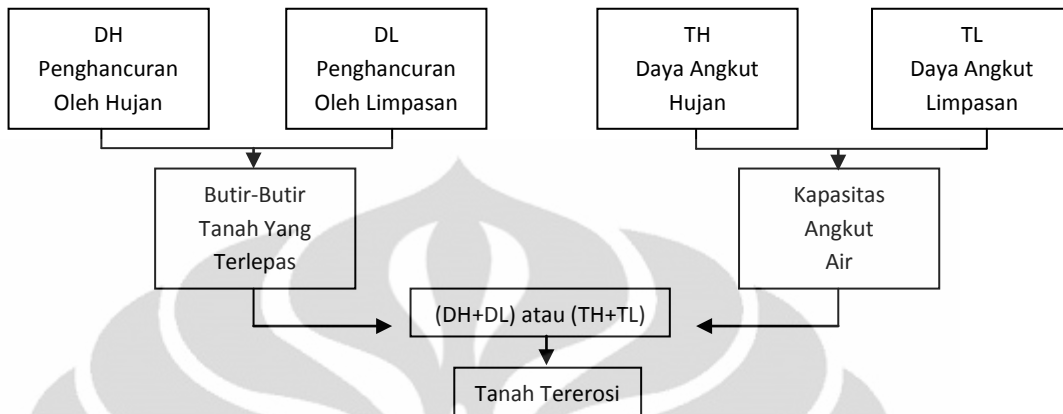 DH
Penghancuran
Oleh Hujan
DL
Penghancuran
Oleh Limpasan
TH
Daya Angkut
Hujan
TL
Daya Angkut
Limpasan
Butir-Butir
Tanah Yang
Terlepas
Kapasitas
Angkut
Air
(DH+DL) atau (TH+TL)
Tanah Tererosi